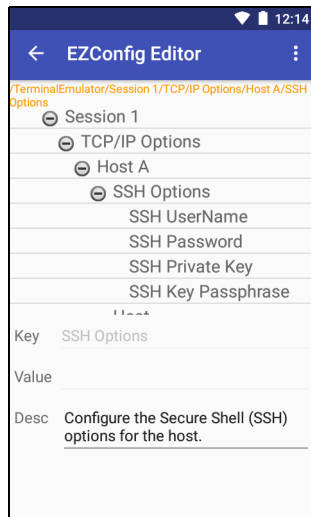 12:14
EZConfig Editor
/TerminalEmulator/Session 1/TCP/IP Options/Host A/SSH
Options
Session 1
TCP/IP Options
Host A
SSH Options
SSH UserName
SSH Password
SSH Private Key
SSH Key Passphrase
Key SSH Options
Value
Desc Configure the Secure Shell (SSH)
options for the host.